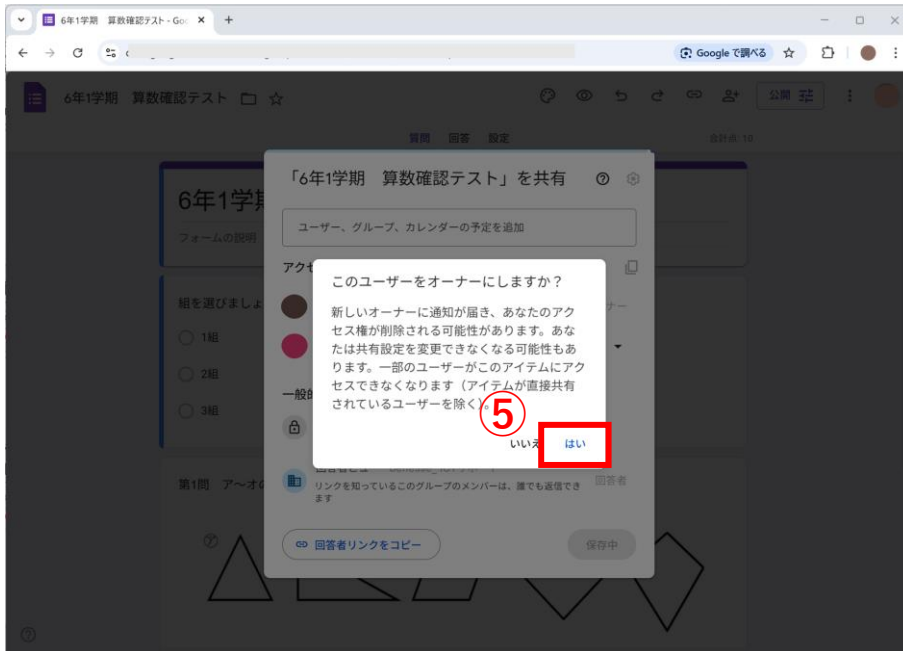 6年1学期 算数確認テスト - Goo
Google で調べる
6年1学期 算数確認テスト
公開
質問 回答 設定
合計点: 10
「6年1学期 算数確認テスト」を共有
6年1学期
フォームの説明
ユーザー、グループ、カレンダーの予定を追加
アクセ
このユーザーをオーナーにしますか?
新しいオーナーに通知が届き、あなたのアク
セス権が削除される可能性があります。あな
たは共有設定を変更できなくなる可能性もあ
ります。一部のユーザーがこのアイテムにアク
セスできなくなります(アイテムが直接共有
されているユーザーを除く)。
⑤
いいえ はい
組を選びましょ
1組
2組
3組
ナー
一般的
リンクを知っているこのグループのメンバーは、誰でも返信でき
ます
回答者
第1問 ア〜オの
㋐
回答者リンクをコピー
保存中